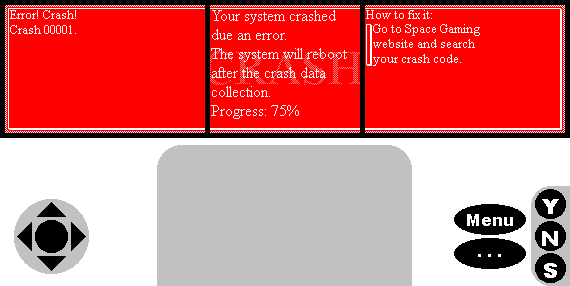 Error! Crash!
Crash 00001.
Your system crashed
due an error.
The system will reboot
after the crash data
collection.
Progress: 75%
CRASH
How to fix it:
Go to Space Gaming
website and search
your crash code.
Menu
...
Y
N
S